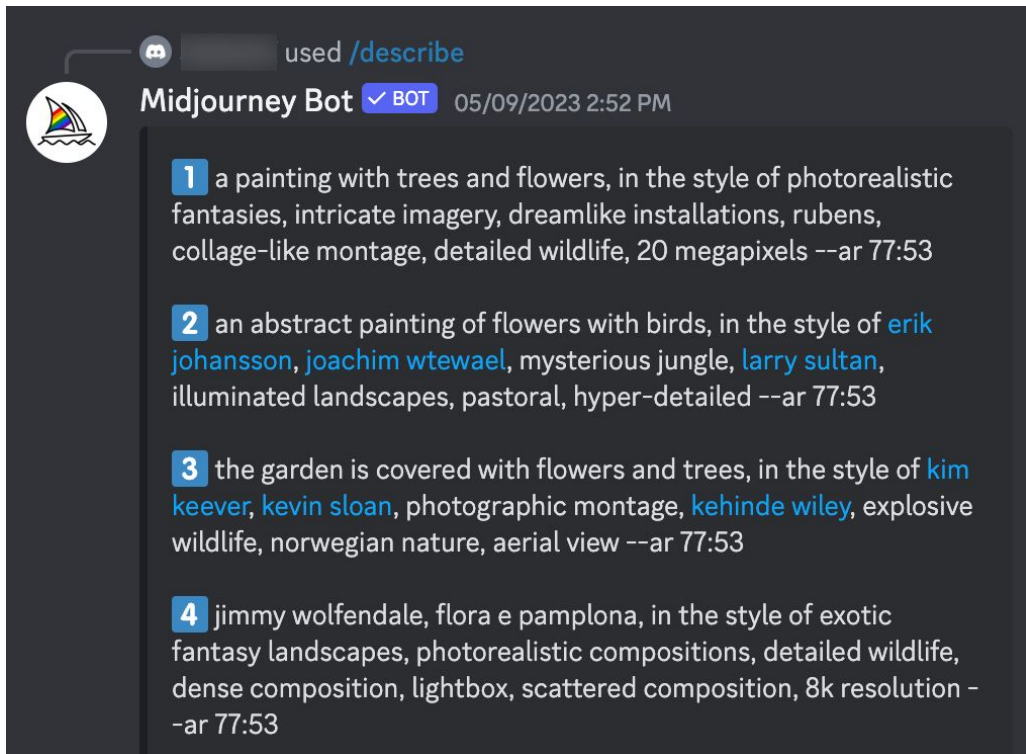 used /describe
Midjourney Bot ✓ BOT 05/09/2023 2:52 PM
1 a painting with trees and flowers, in the style of photorealistic
fantasies, intricate imagery, dreamlike installations, rubens,
collage-like montage, detailed wildlife, 20 megapixels --ar 77:53
2 an abstract painting of flowers with birds, in the style of erik
johansson, joachim wtewael, mysterious jungle, larry sultan,
illuminated landscapes, pastoral, hyper-detailed --ar 77:53
3 the garden is covered with flowers and trees, in the style of kim
keever, kevin sloan, photographic montage, kehinde wiley, explosive
wildlife, norwegian nature, aerial view --ar 77:53
4 jimmy wolfendale, flora e pamplona, in the style of exotic
fantasy landscapes, photorealistic compositions, detailed wildlife,
dense composition, lightbox, scattered composition, 8k resolution -
-ar 77:53